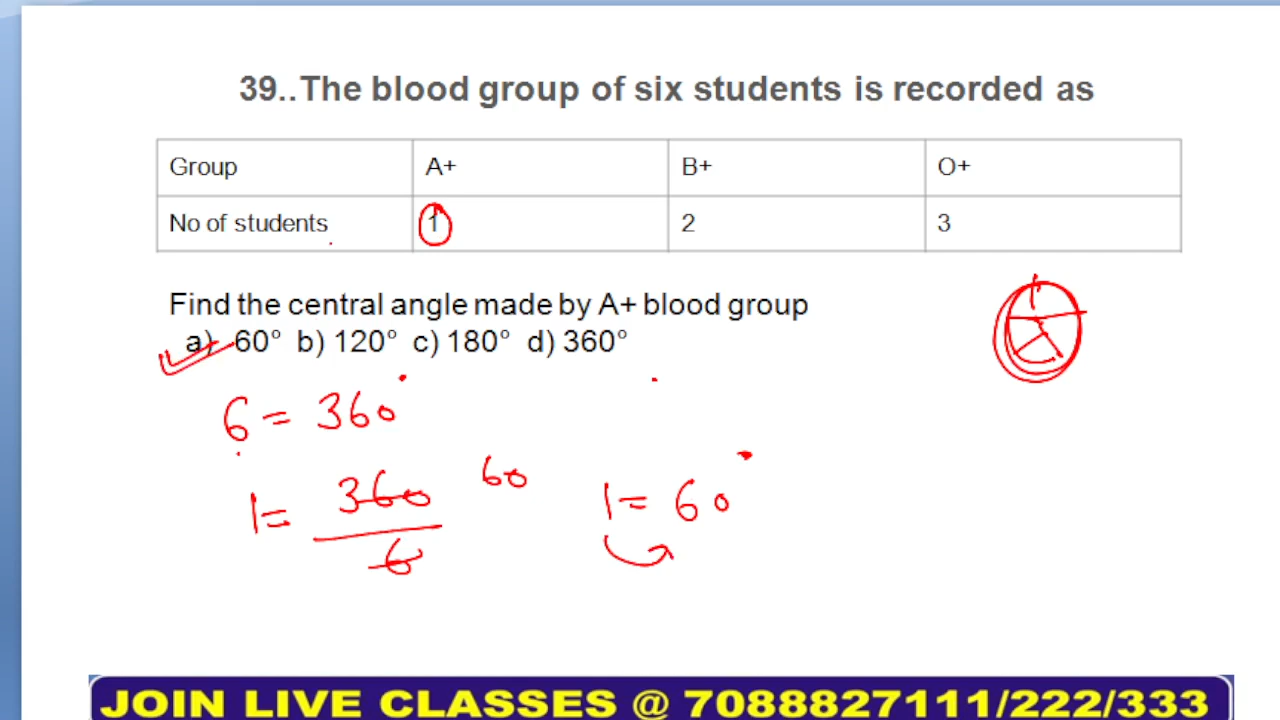 39..The blood group of six students is recorded as
Group A+ B+ O+
No of students 1 2 3
Find the central angle made by A+ blood group
a) 60° b) 120° c) 180° d) 360°
6 = 360°
1 = 360/6 60 1 = 60°
JOIN LIVE CLASSES @ 7088827111/222/333